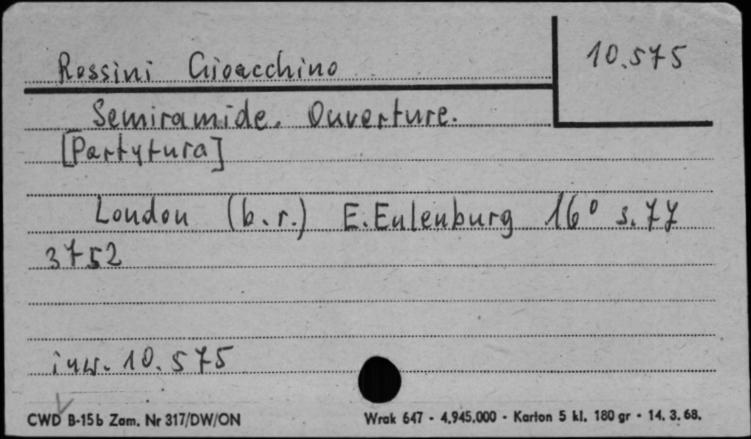 10.575
Rossini Gioacchino
Semiramide. Ouverture.
[Partytura]
London (b.r.) E.Eulenburg 16° s.77
3752
inw. 10.575
CWD B-15b Zam. Nr 317/DW/ON Wrak 647 - 4.945.000 - Karton 5 kl. 180 gr - 14. 3. 68.